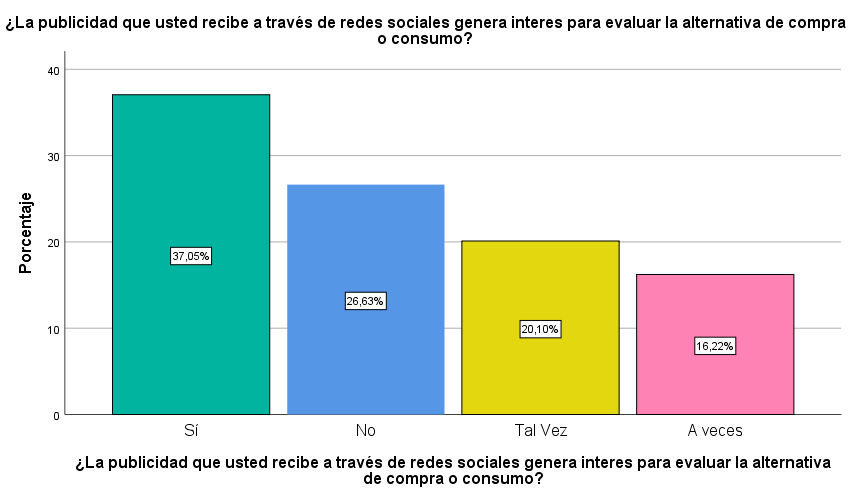 ¿La publicidad que usted recibe a través de redes sociales genera interes para evaluar la alternativa de compra
o consumo?
40
30
20
10
0
Porcentaje
37,05%
26,63%
20,10%
16,22%
Sí
No
Tal Vez
A veces
¿La publicidad que usted recibe a través de redes sociales genera interes para evaluar la alternativa
de compra o consumo?